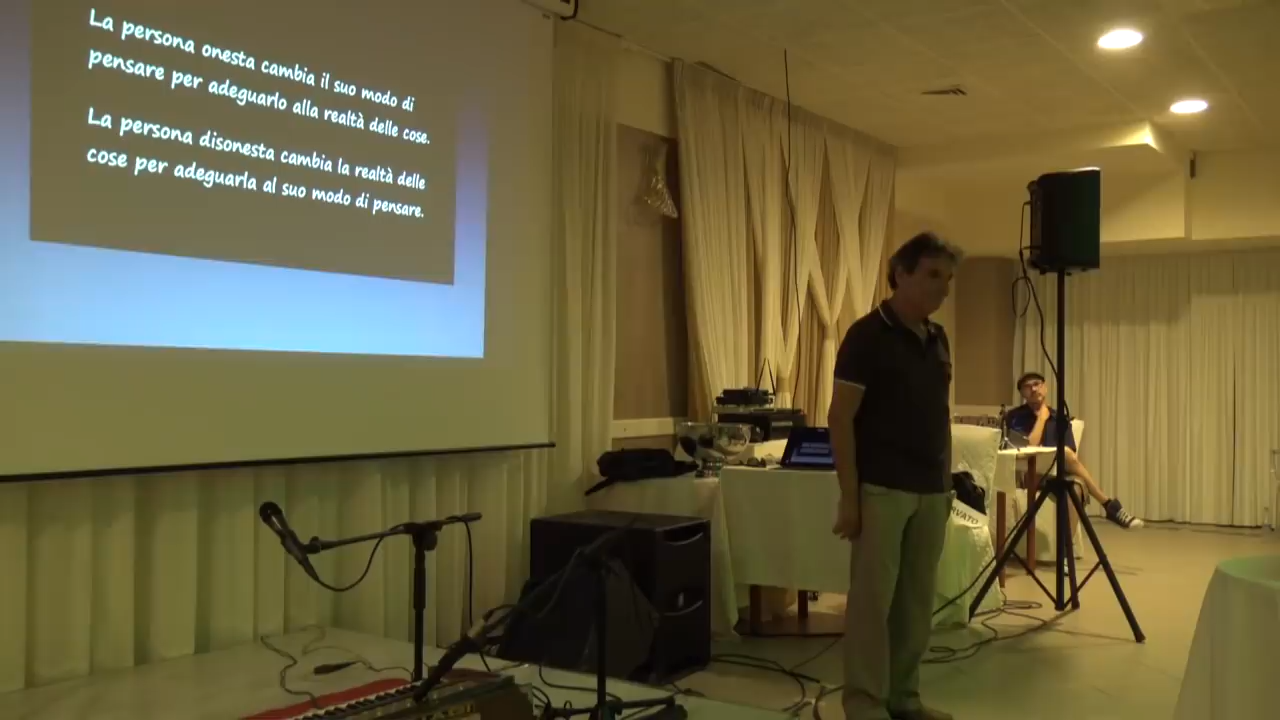 La persona onesta cambia il suo modo di
pensare per adeguarlo alla realtà delle cose.
La persona disonesta cambia la realtà delle
cose per adeguarla al suo modo di pensare.